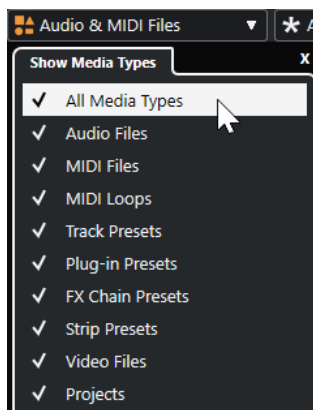 Audio & MIDI Files
Show Media Types X
All Media Types
Audio Files
MIDI Files
MIDI Loops
Track Presets
Plug-in Presets
FX Chain Presets
Strip Presets
Video Files
Projects